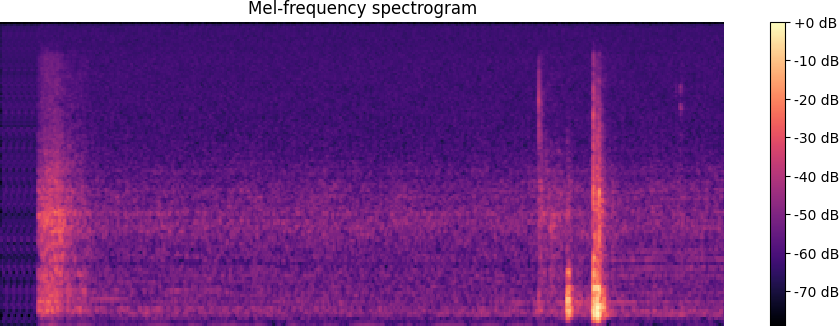 Mel-frequency spectrogram
+0 dB
-10 dB
-20 dB
-30 dB
-40 dB
-50 dB
-60 dB
-70 dB